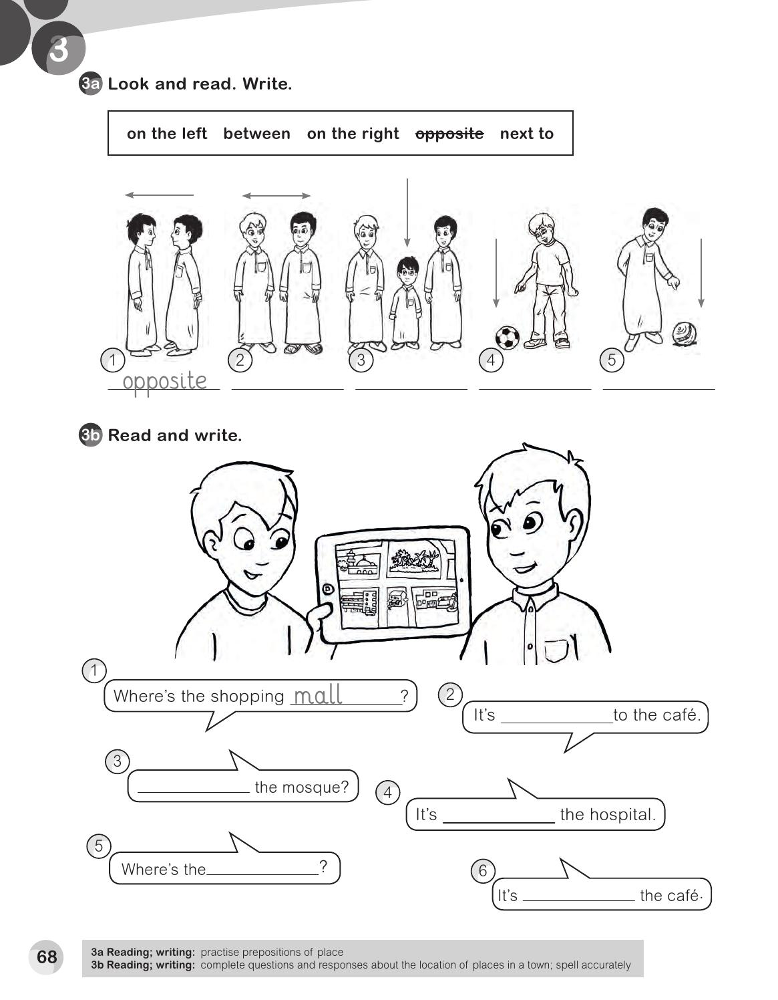 3
3a Look and read. Write.
on the left between on the right opposite next to
1 2 3 4 5
opposite
3b Read and write.
1
Where's the shopping mall ?
2
It's to the café.
3
the mosque?
4
It's the hospital.
5
Where's the ?
6
It's the café.
68
3a Reading; writing: practise prepositions of place
3b Reading; writing: complete questions and responses about the location of places in a town; spell accurately